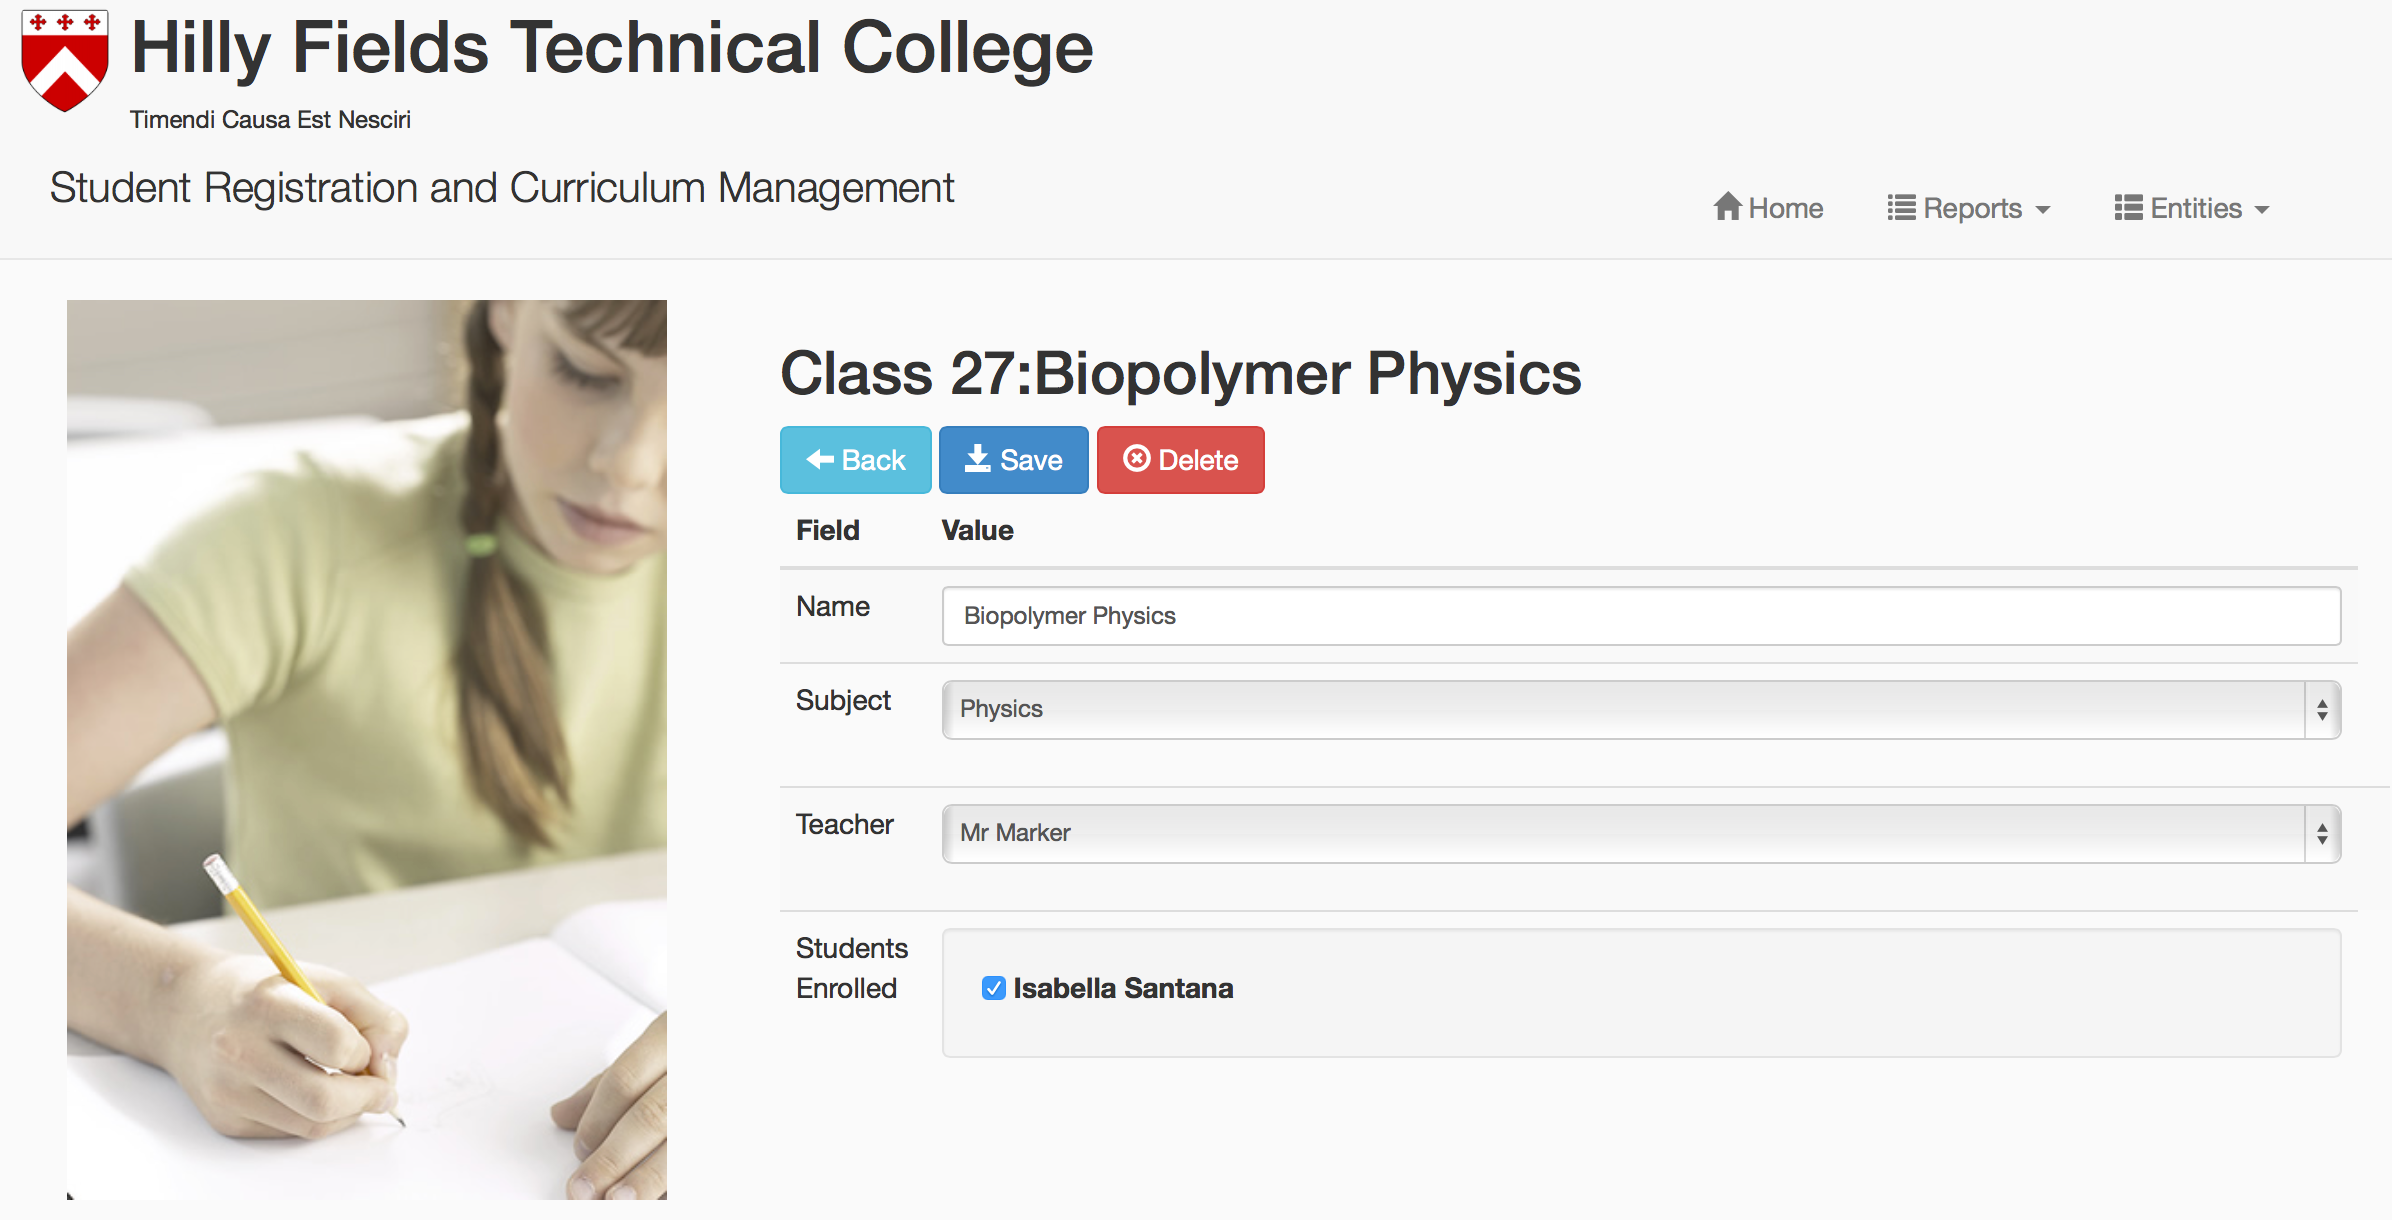 Hilly Fields Technical College
Timendi Causa Est Nesciri
Student Registration and Curriculum Management
Home
Reports
Entities
Class 27:Biopolymer Physics
Back
Save
Delete
Field Value
Name Biopolymer Physics
Subject Physics
Teacher Mr Marker
Students
Enrolled
Isabella Santana